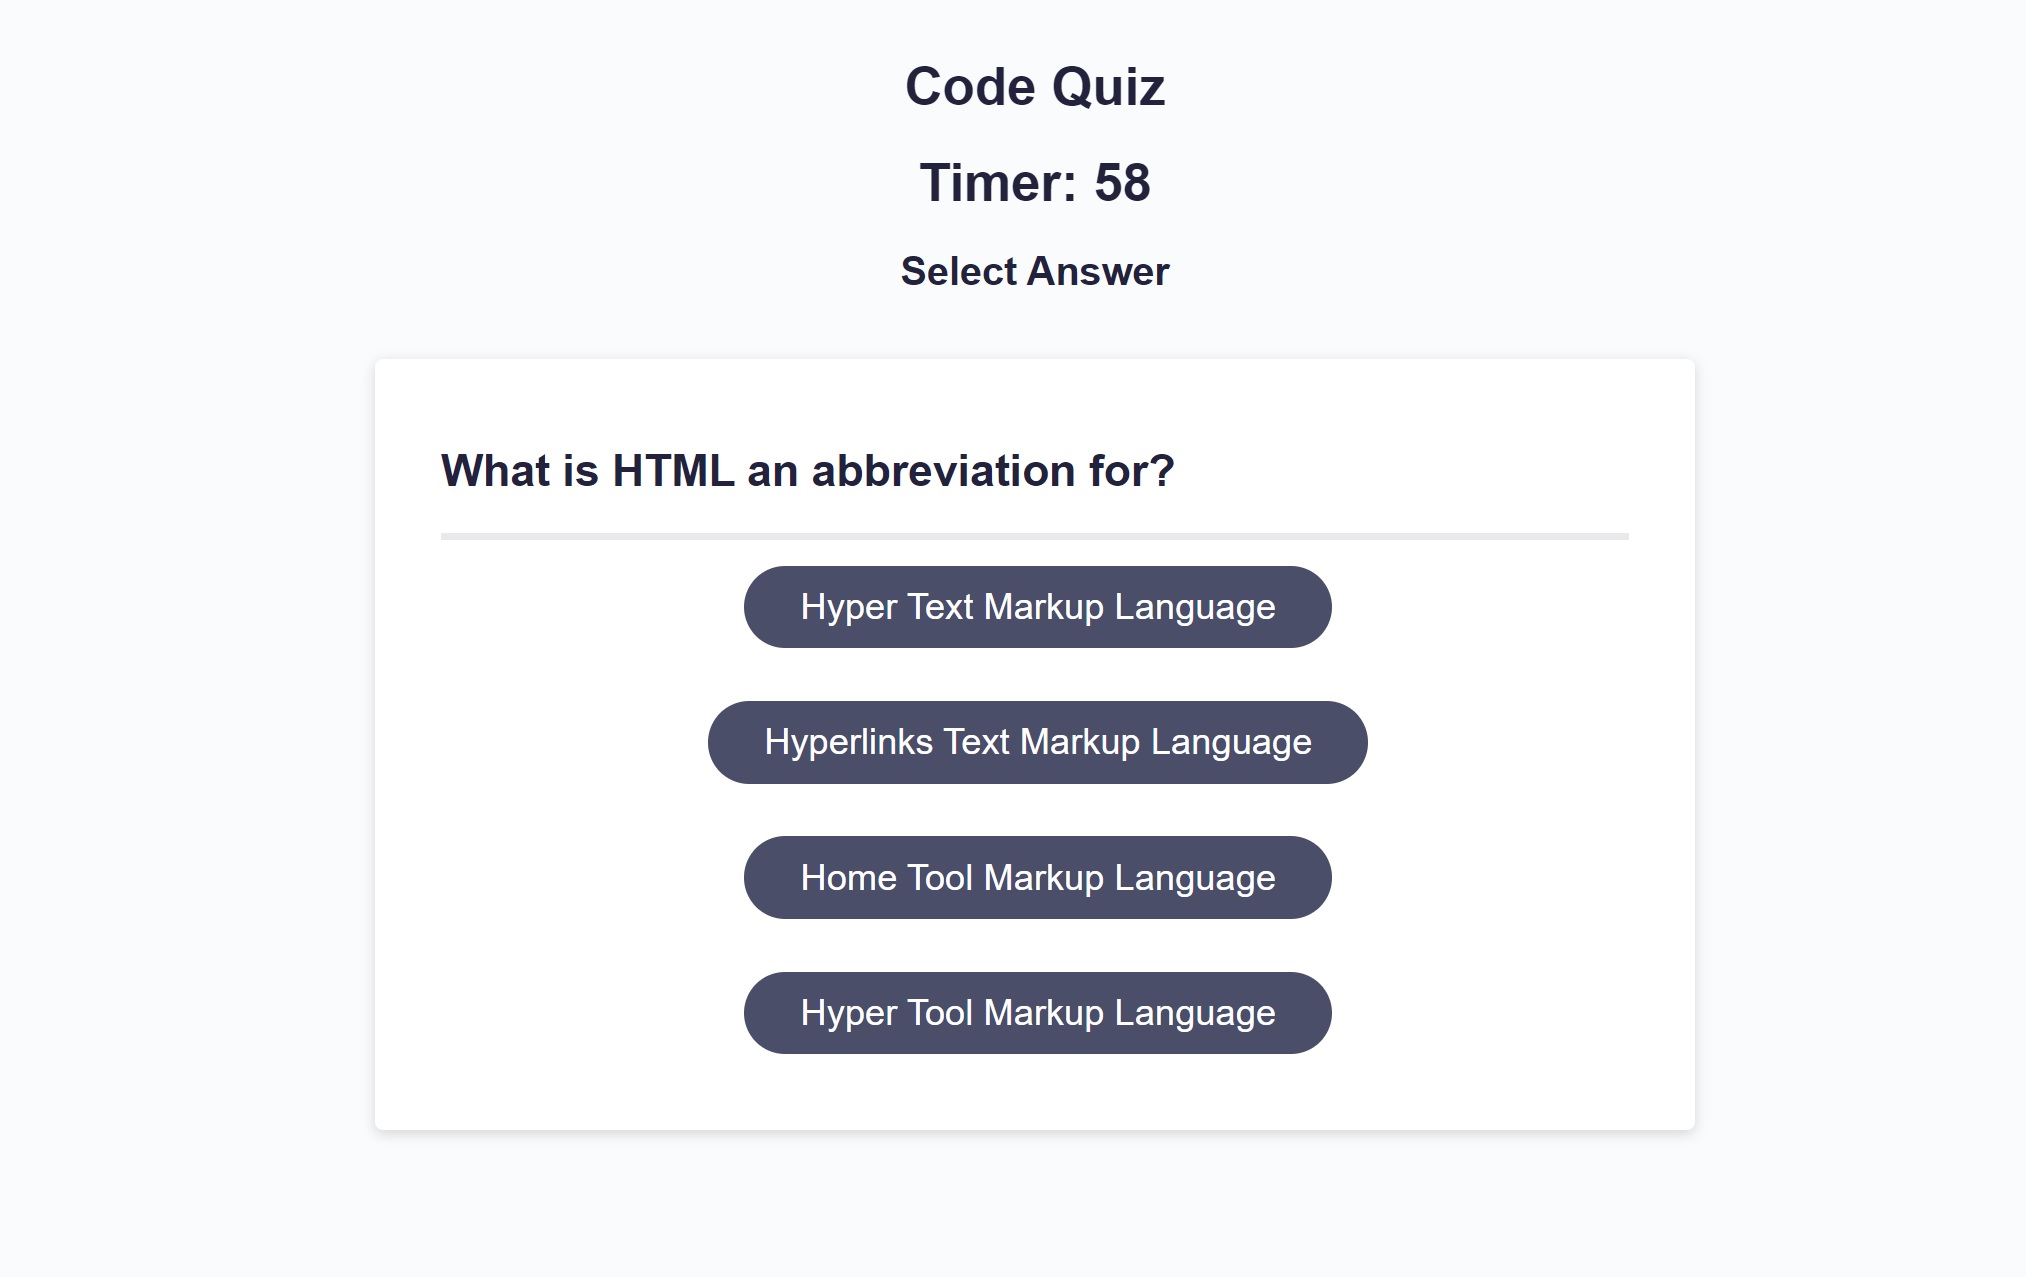 Code Quiz
Timer: 58
Select Answer
What is HTML an abbreviation for?
Hyper Text Markup Language
Hyperlinks Text Markup Language
Home Tool Markup Language
Hyper Tool Markup Language